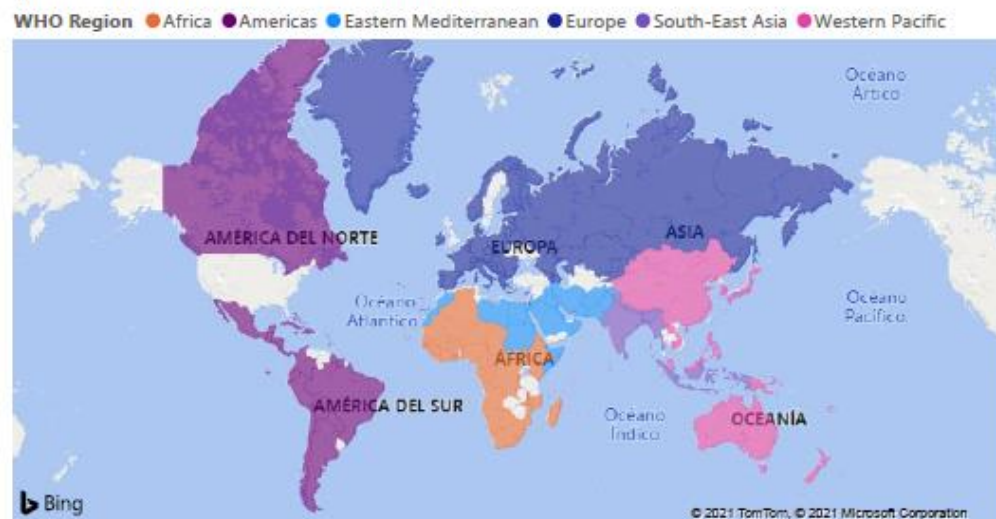 WHO Region Africa Americas Eastern Mediterranean Europe South-East Asia Western Pacific
Océano
Ártico
AMÉRICA DEL NORTE
EUROPA
ASIA
Océano
Atlántico
Océano
Pacífico
ÁFRICA
AMÉRICA DEL SUR
Océano
Índico
OCEANÍA
Bing
© 2021 TomTom, © 2021 Microsoft Corporation